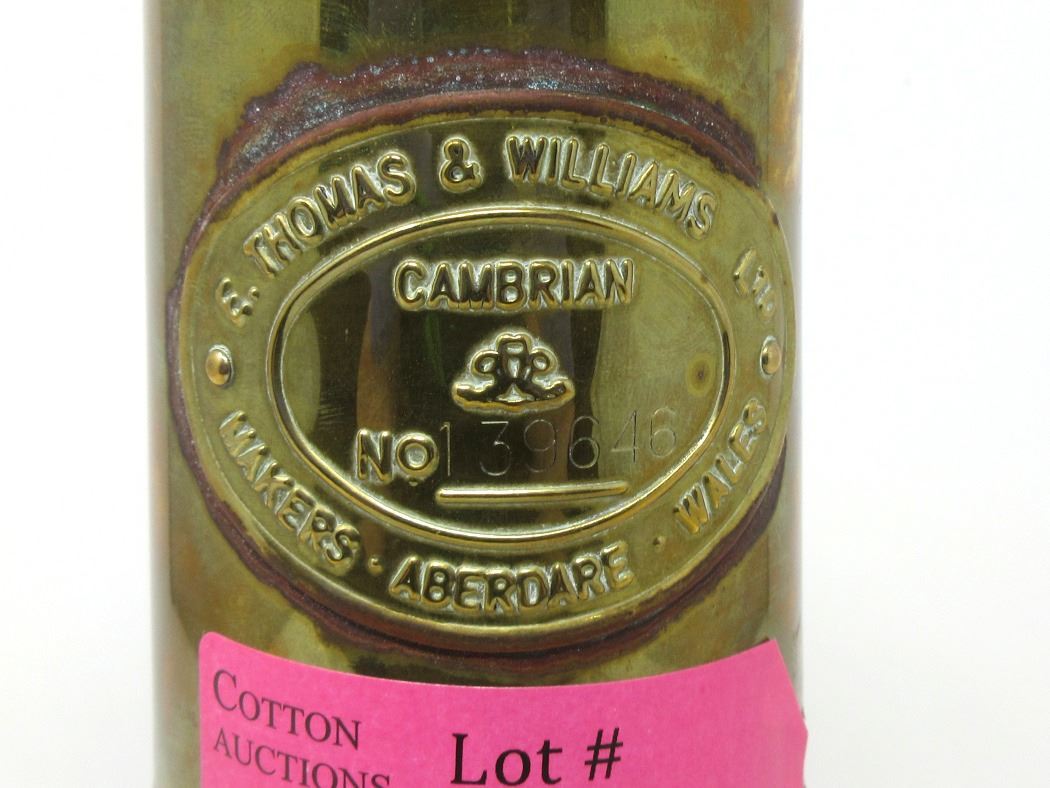 E. THOMAS & WILLIAMS LTD
CAMBRIAN
NO 139646
MAKERS · ABERDARE · WALES
COTTON
AUCTIONS
Lot #